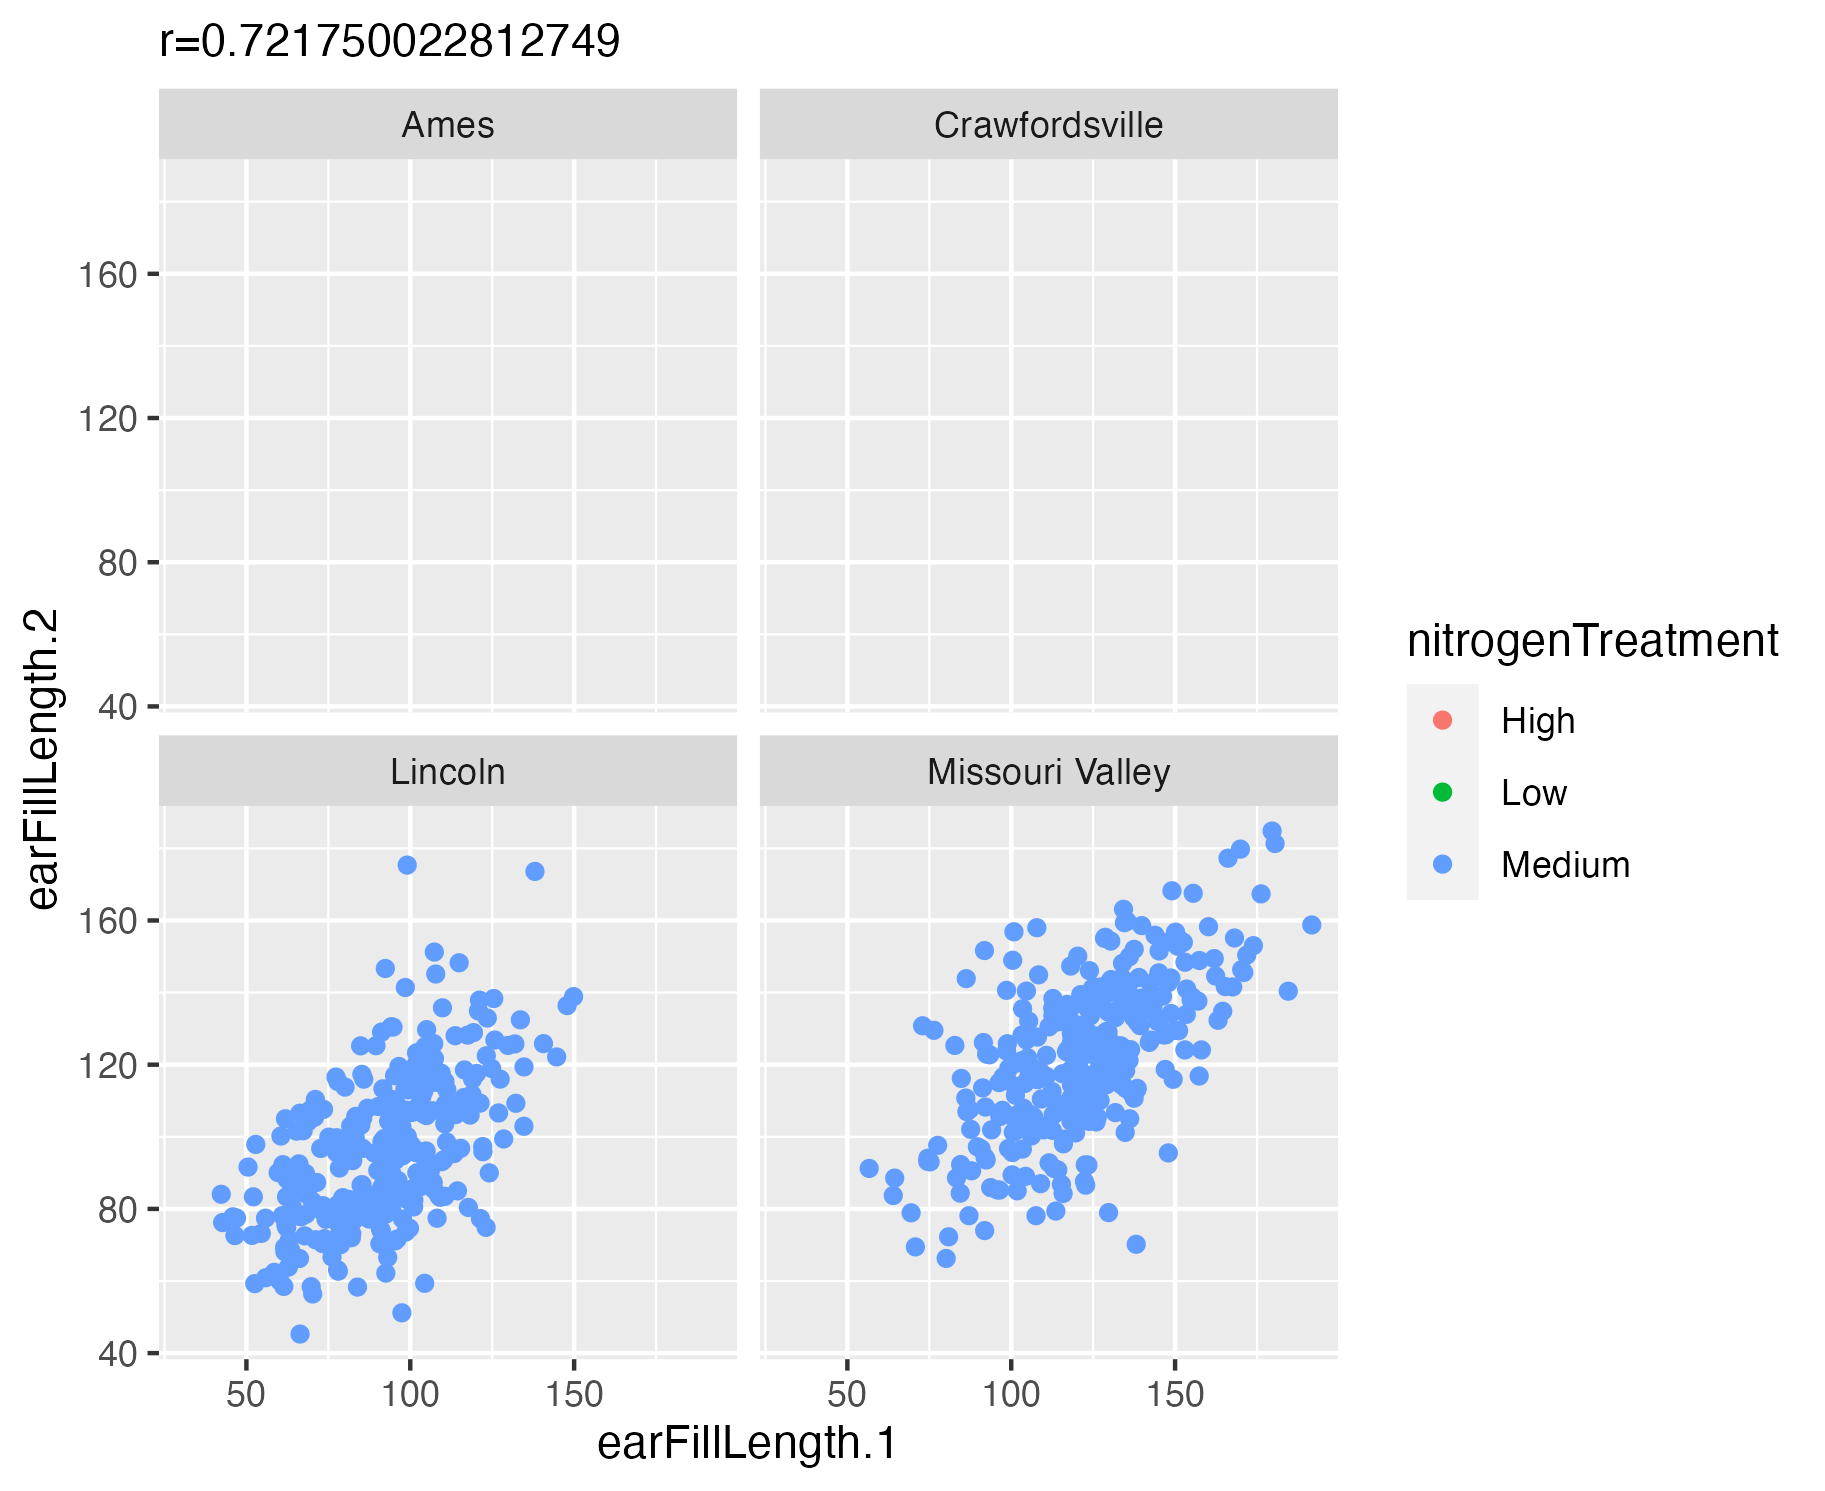 r=0.721750022812749
Ames
Crawfordsville
160
120
80
40
Lincoln
Missouri Valley
160
120
80
40
50
100
150
50
100
150
earFillLength.1
earFillLength.2
nitrogenTreatment
High
Low
Medium